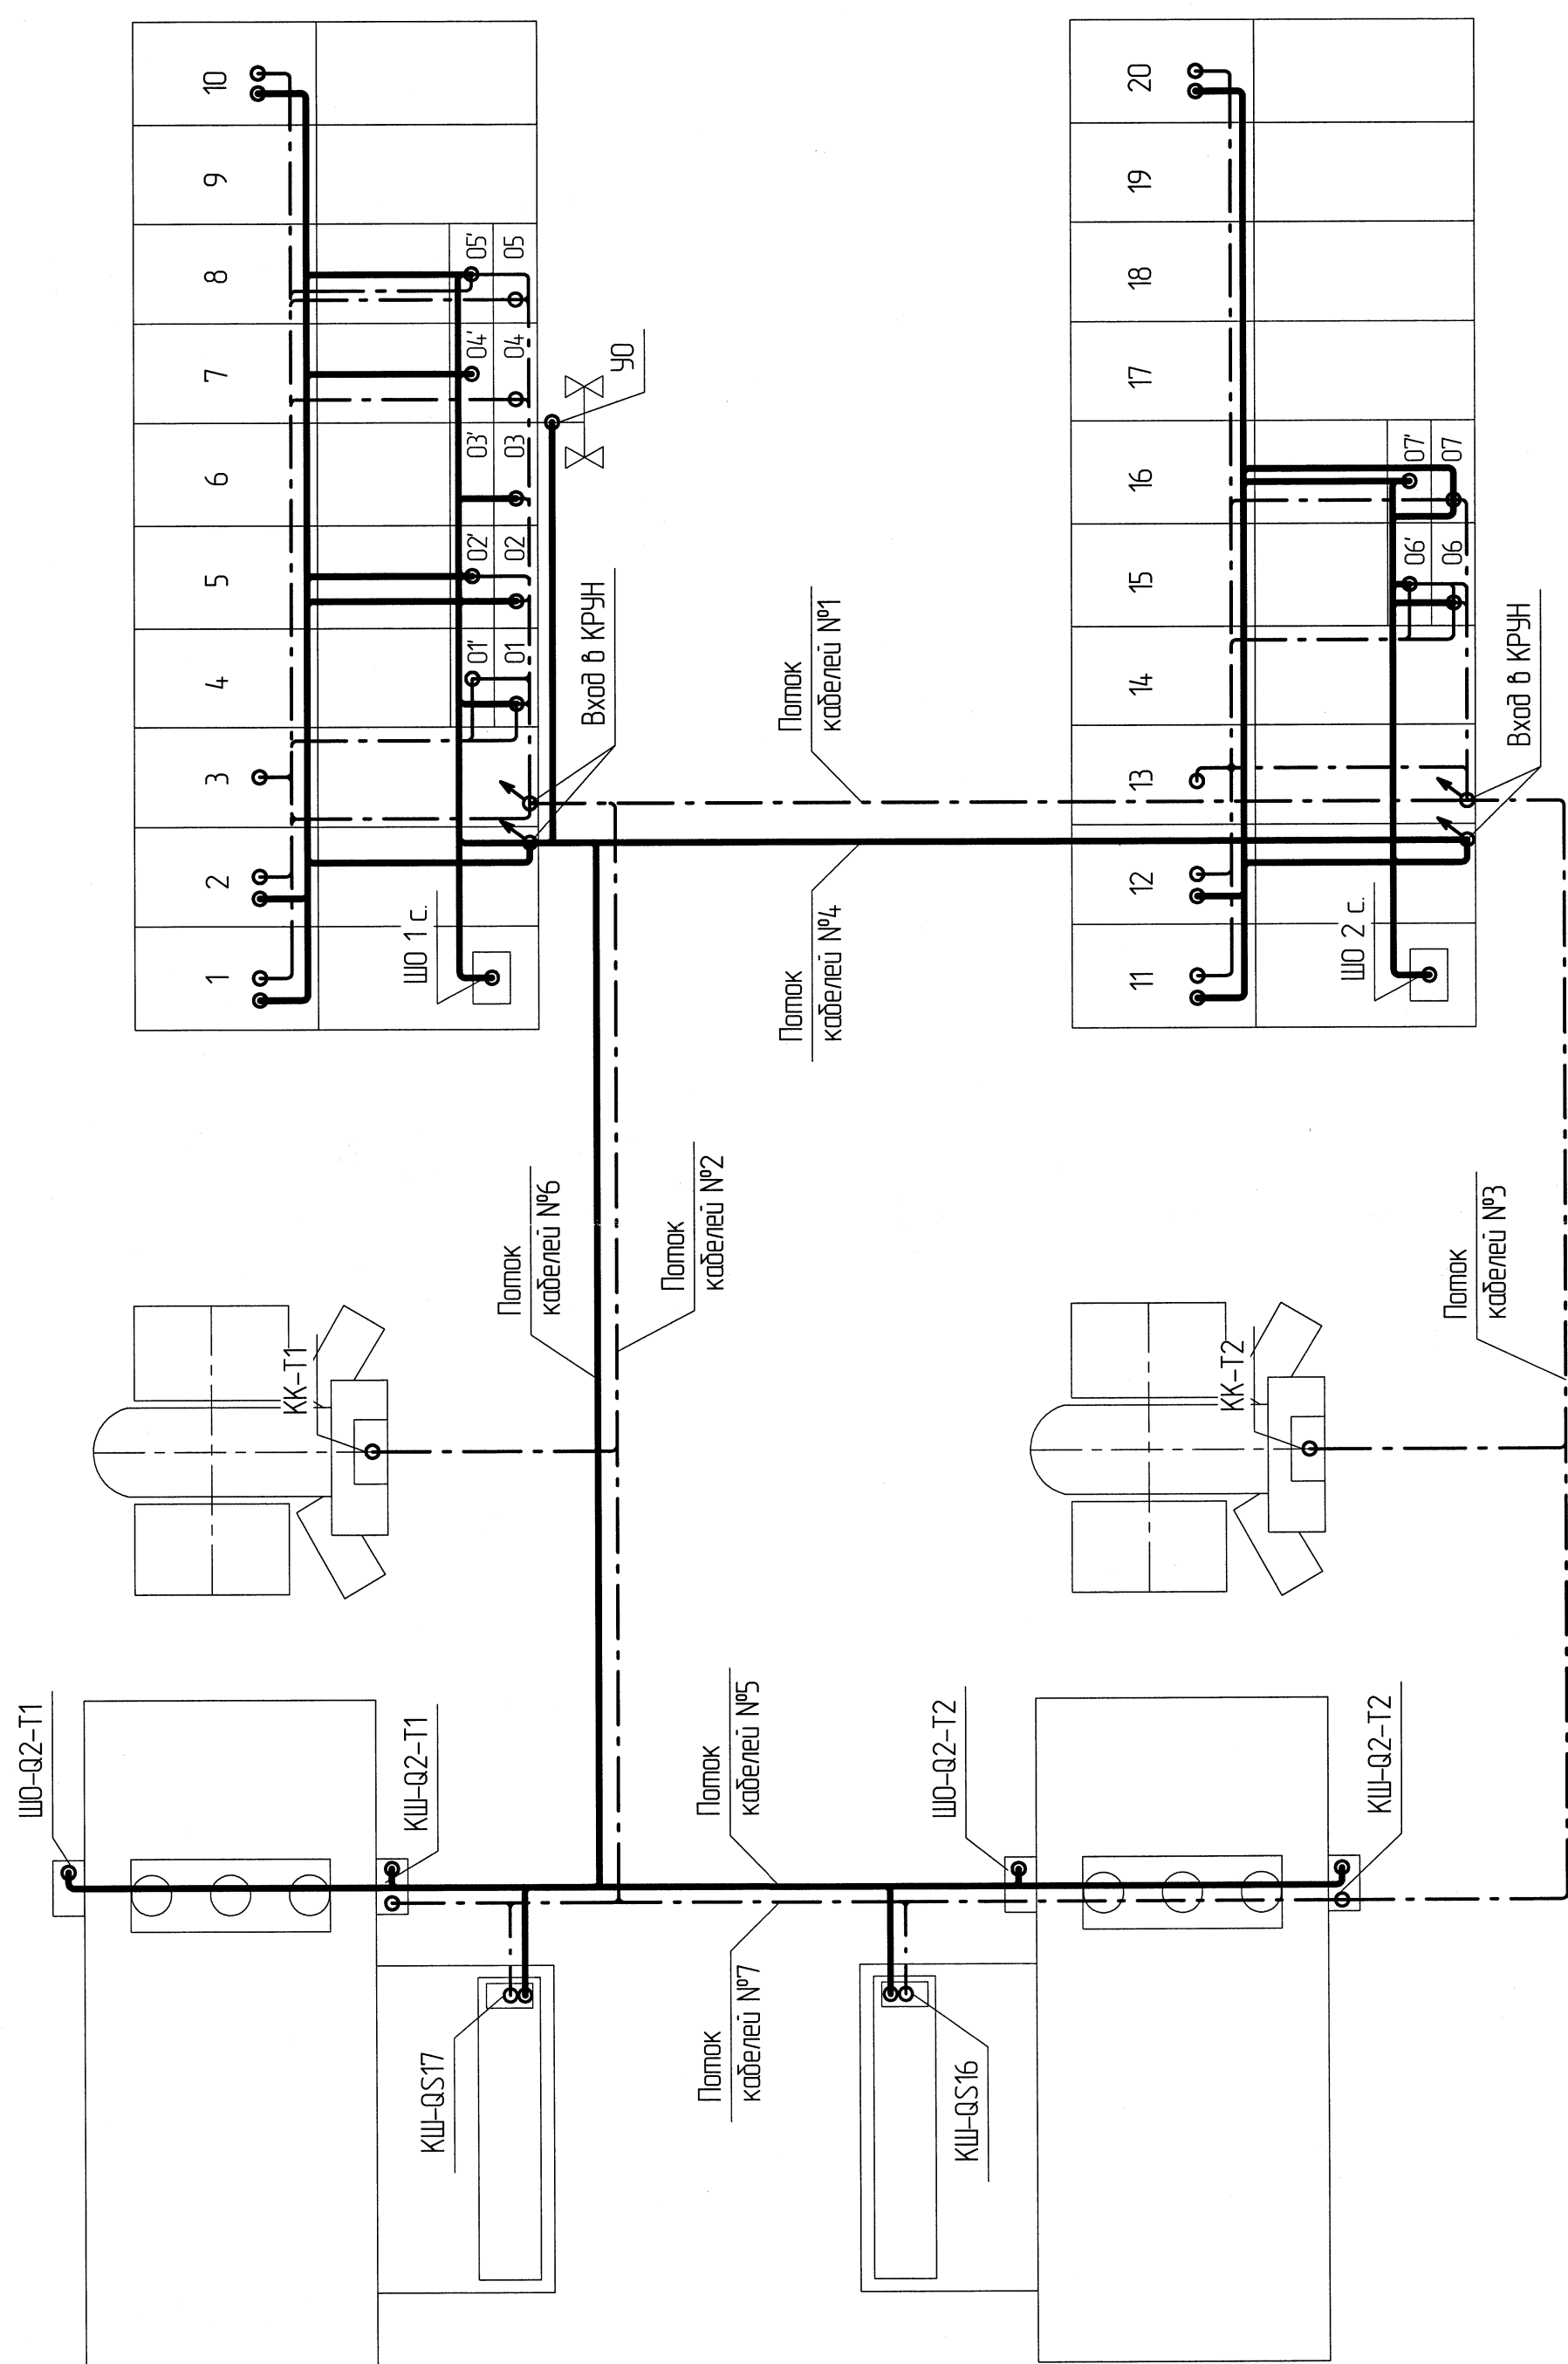 10
9
8
7
6
5
4
3
2
1
05'
05
04'
04
03'
03
02'
02
01'
01
УО
Вход в КРУН
ШО 1 с.
20
19
18
17
16
15
14
13
12
11
07'
07
06'
06
Вход в КРУН
ШО 2 с.
Поток
кабелей №1
Поток
кабелей №4
Поток
кабелей №6
Поток
кабелей №2
Поток
кабелей №3
КК-Т1
КК-Т2
ШО-Q2-Т1
КШ-Q2-Т1
Поток
кабелей №5
ШО-Q2-Т2
КШ-Q2-Т2
КШ-QS17
Поток
кабелей №7
КШ-QS16